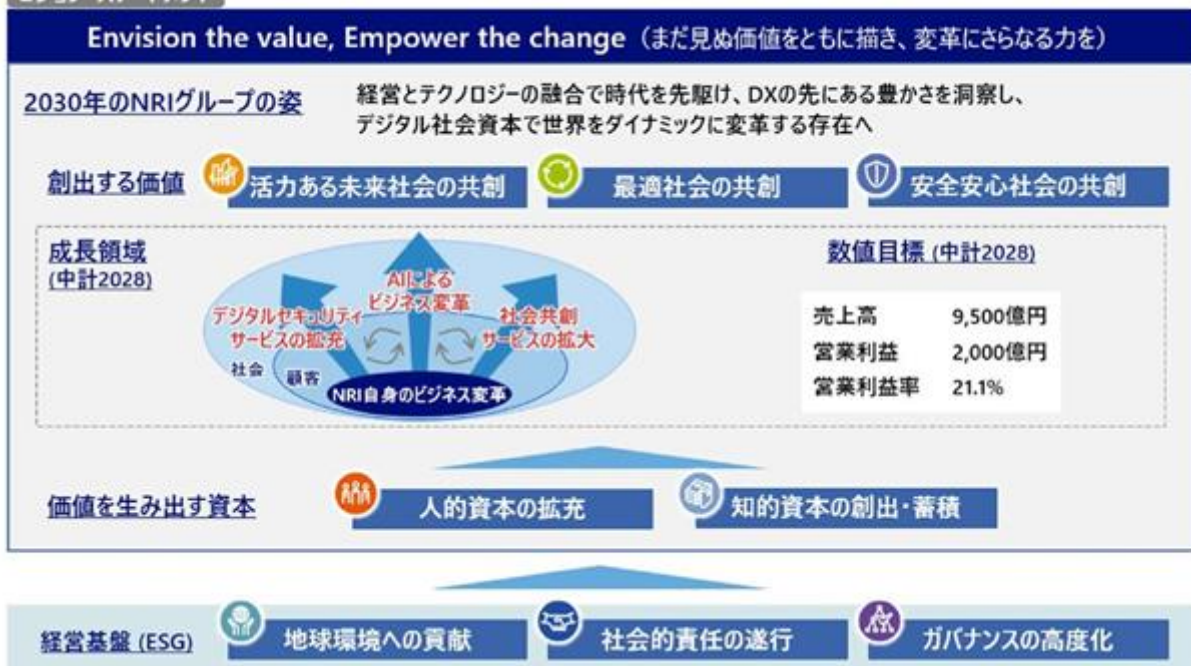 Envision the value, Empower the change（まだ見ぬ価値をともに描き、変革にさらなる力を）
2030年のNRIグループの姿
経営とテクノロジーの融合で時代を先駆け、DXの先にある豊かさを洞察し、
デジタル社会資本で世界をダイナミックに変革する存在へ
創出する価値
活力ある未来社会の共創
最適社会の共創
安全安心社会の共創
成長領域
(中計2028)
AIによる
ビジネス変革
デジタルセキュリティ
サービスの拡充
社会共創
サービスの拡大
社会
顧客
NRI自身のビジネス変革
数値目標 (中計2028)
売上高 9,500億円
営業利益 2,000億円
営業利益率 21.1%
価値を生み出す資本
人的資本の拡充
知的資本の創出・蓄積
経営基盤 (ESG)
地球環境への貢献
社会的責任の遂行
ガバナンスの高度化